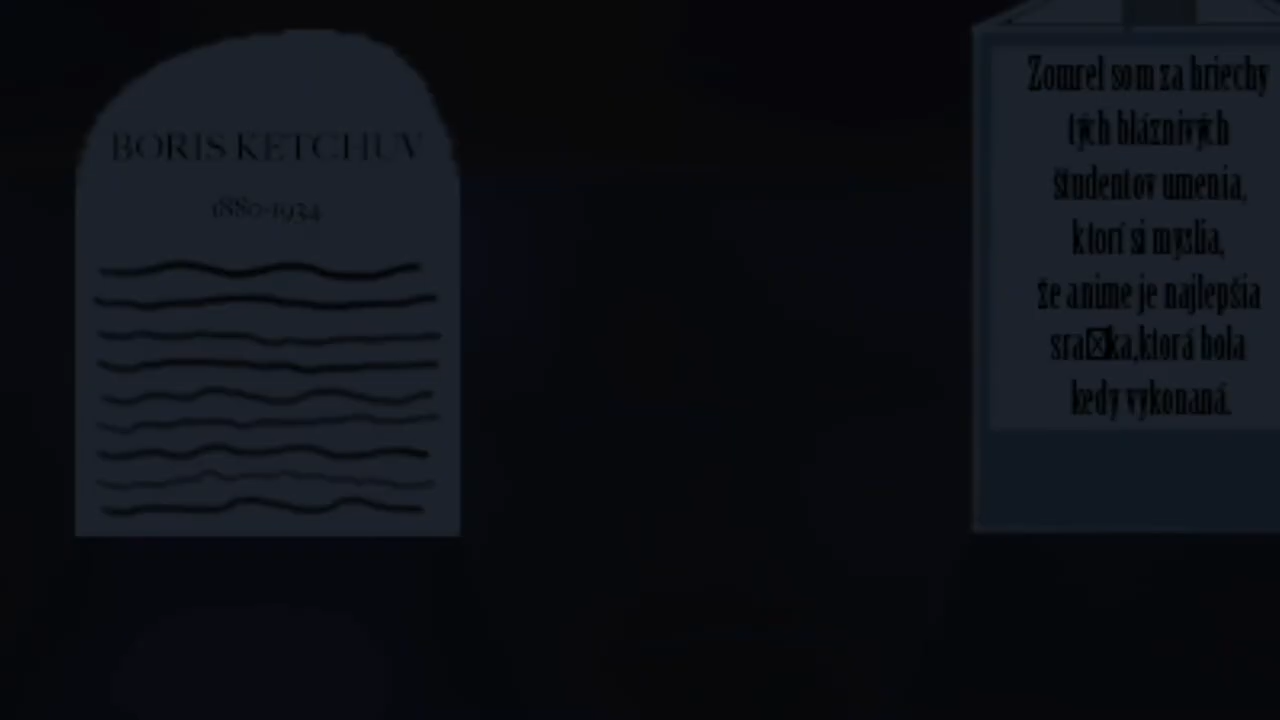 BORIS KETCHUV
1880-1934
Zomrel som za hriechy
tých bláznivých
študentov umenia,
ktorí si myslia,
že anime je najlepšia
sra☒ka,ktorá bola
kedy vykonaná.